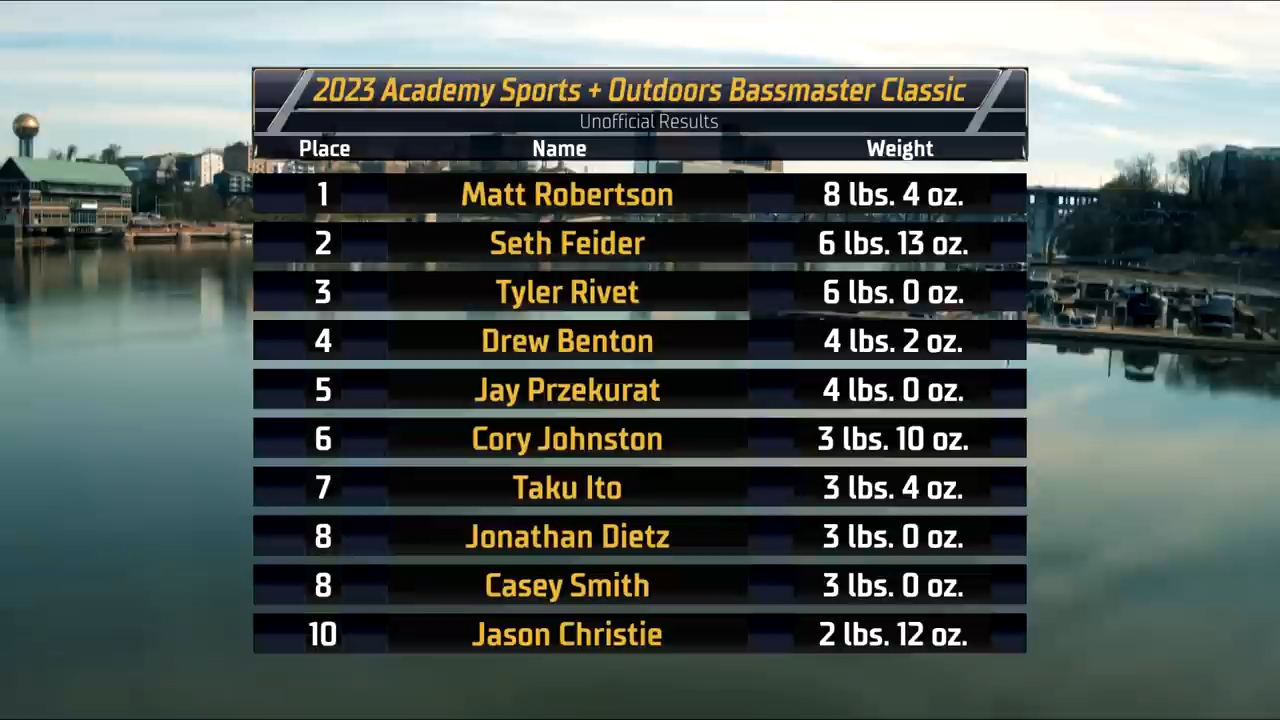 2023 Academy Sports + Outdoors Bassmaster Classic
Unofficial Results
Place Name Weight
1 Matt Robertson 8 lbs. 4 oz.
2 Seth Feider 6 lbs. 13 oz.
3 Tyler Rivet 6 lbs. 0 oz.
4 Drew Benton 4 lbs. 2 oz.
5 Jay Przekurat 4 lbs. 0 oz.
6 Cory Johnston 3 lbs. 10 oz.
7 Taku Ito 3 lbs. 4 oz.
8 Jonathan Dietz 3 lbs. 0 oz.
8 Casey Smith 3 lbs. 0 oz.
10 Jason Christie 2 lbs. 12 oz.